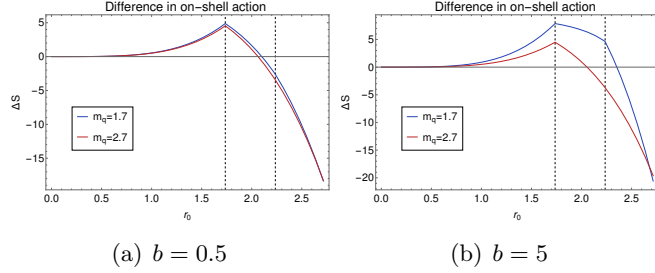 Difference in on-shell action
5
0
-5
-10
-15
ΔS
m_q=1.7
m_q=2.7
0.0 0.5 1.0 1.5 2.0 2.5
r_0
(a) b = 0.5
Difference in on-shell action
10
5
0
-5
-10
-15
-20
ΔS
m_q=1.7
m_q=2.7
0.0 0.5 1.0 1.5 2.0 2.5
r_0
(b) b = 5